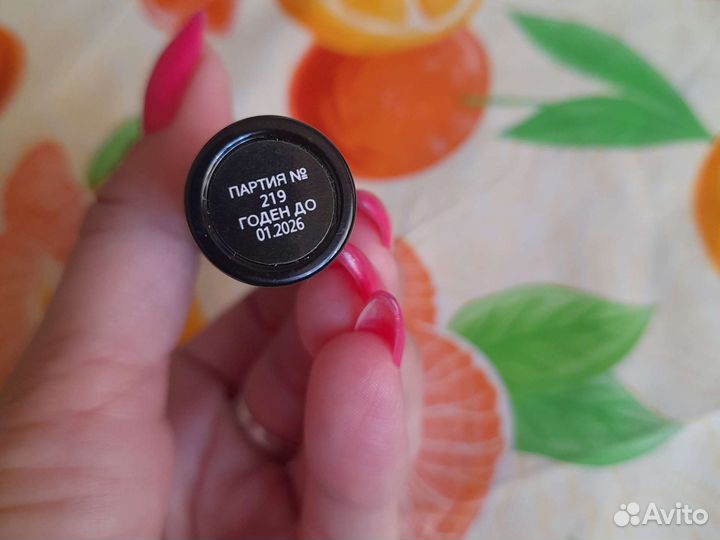 ПАРТИЯ №
219
ГОДЕН ДО
01.2026
Avito